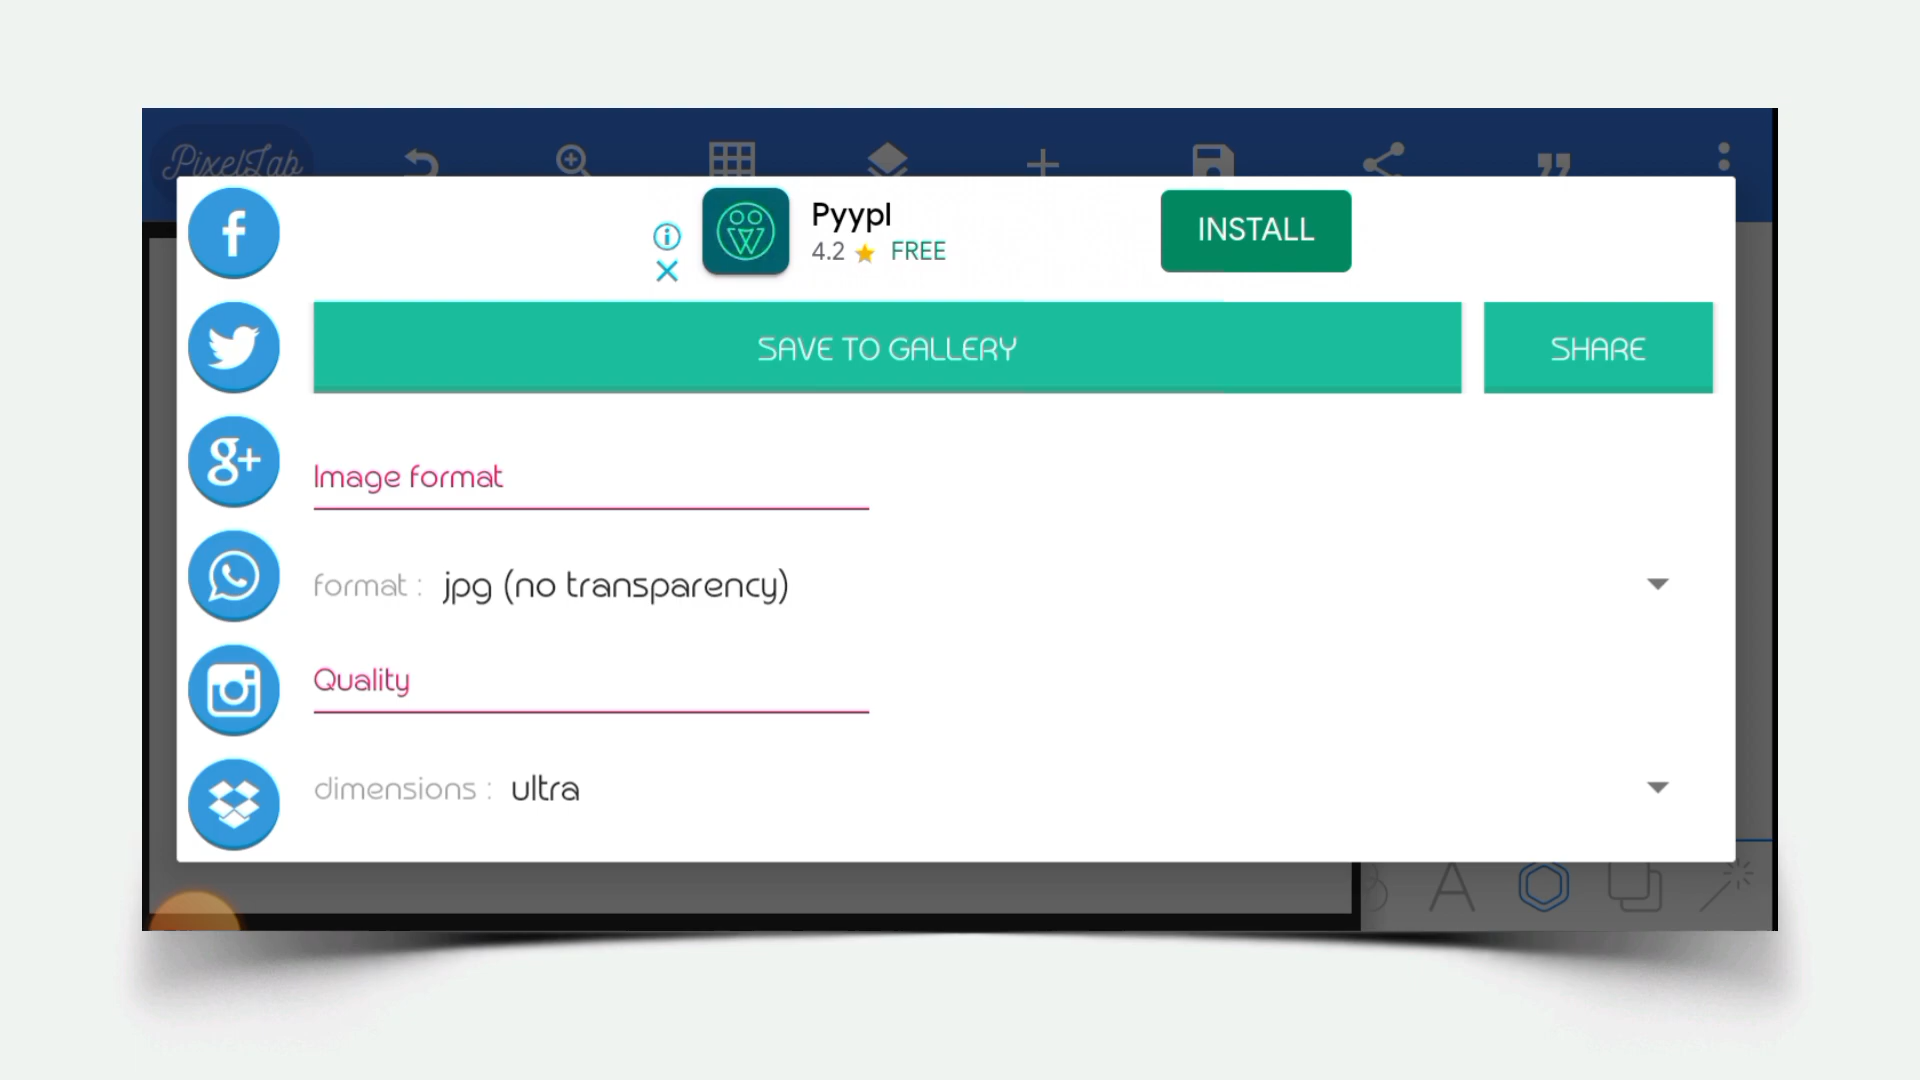 PixelLab
Pyypl
4.2 FREE
INSTALL
SAVE TO GALLERY
SHARE
Image format
format : jpg (no transparency)
Quality
dimensions : ultra